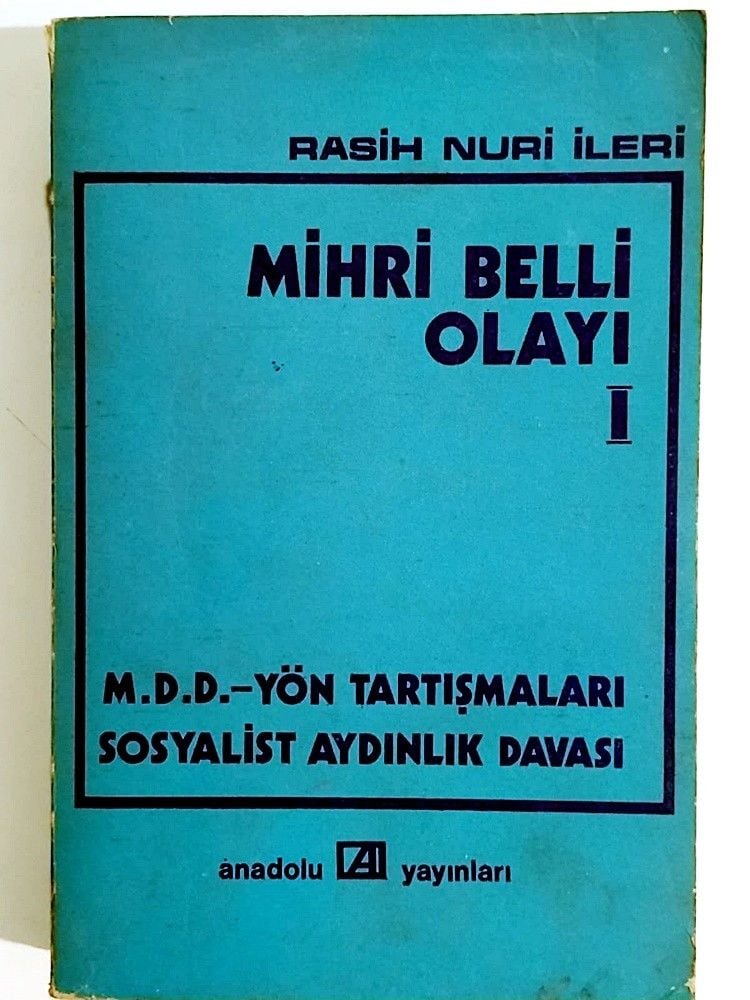 RASİH NURİ İLERİ
MİHRİ BELLİ
OLAYI
I
M.D.D.-YÖN TARTIŞMALARI
SOSYALİST AYDINLIK DAVASI
anadolu yayınları